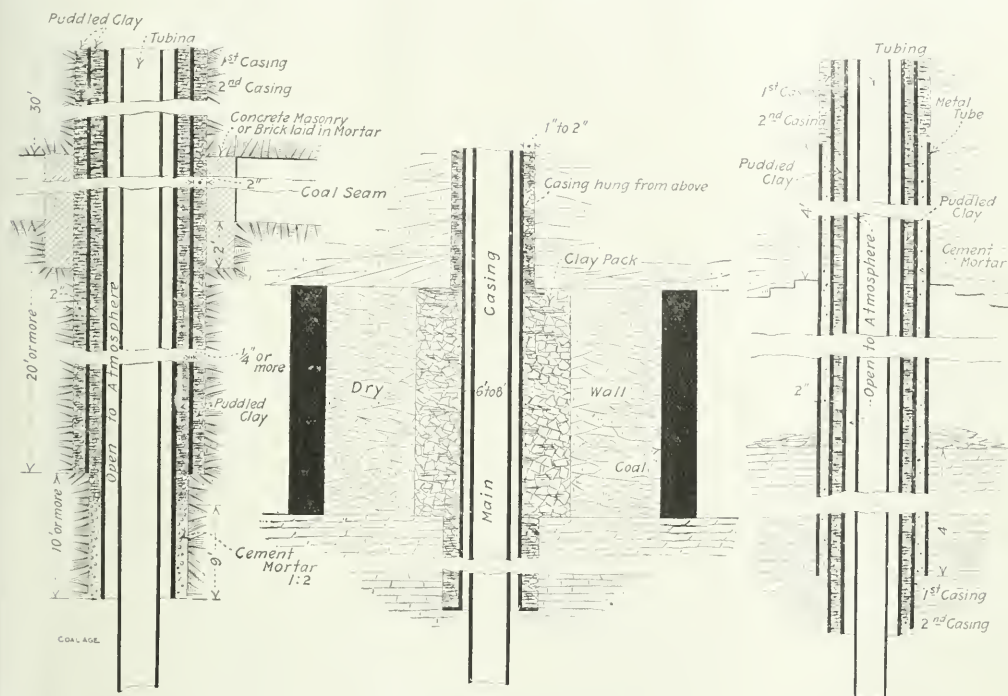 Puddled Clay
Tubing
1st Casing
2nd Casing
30'
Concrete Masonry
or Brick laid in Mortar
2"
Coal Seam
2'
2"
20' or more
Open to Atmosphere
1/4" or
more
Puddled
Clay
10' or more
9'
Cement
Mortar
1:2
COAL AGE
1" to 2"
Casing hung from above
Clay Pack
Casing
Dry
6' to 8'
Wall
Main
Coal
Tubing
1st
2nd Casing
Metal
Tube
Puddled
Clay
4'
Puddled
Clay
Cement
Mortar
Open to Atmosphere
2"
4
1st Casing
2nd Casing